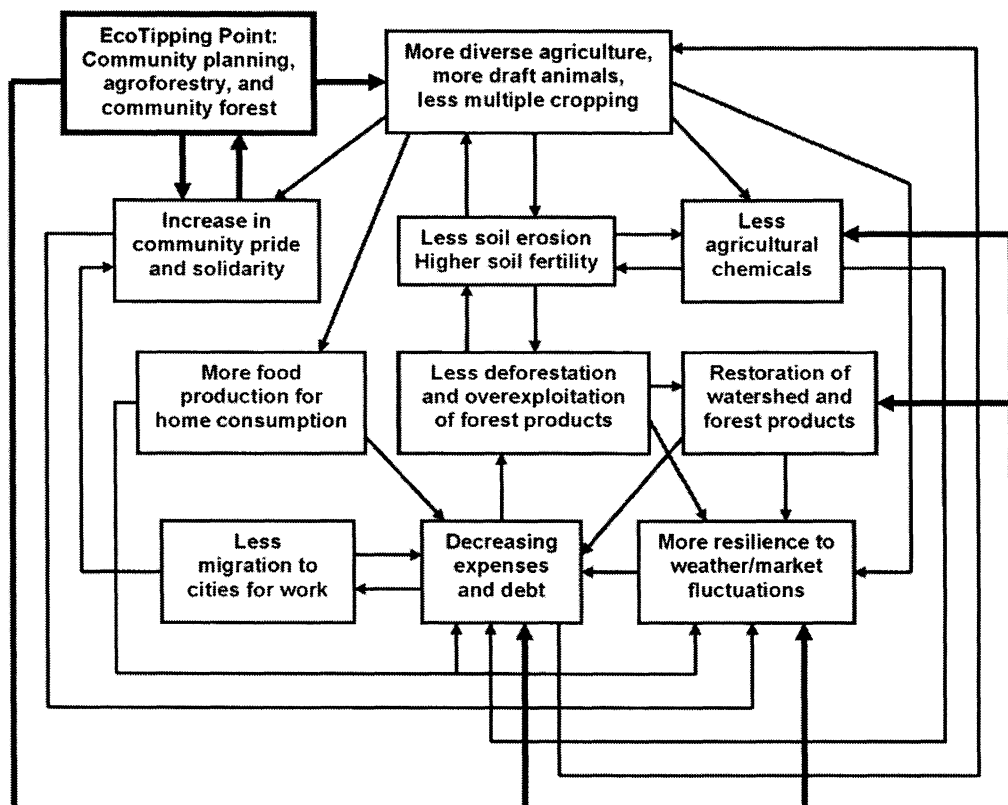 EcoTipping Point:
Community planning,
agroforestry, and
community forest
More diverse agriculture,
more draft animals,
less multiple cropping
Increase in
community pride
and solidarity
Less soil erosion
Higher soil fertility
Less
agricultural
chemicals
More food
production for
home consumption
Less deforestation
and overexploitation
of forest products
Restoration of
watershed and
forest products
Less
migration to
cities for work
Decreasing
expenses
and debt
More resilience to
weather/market
fluctuations